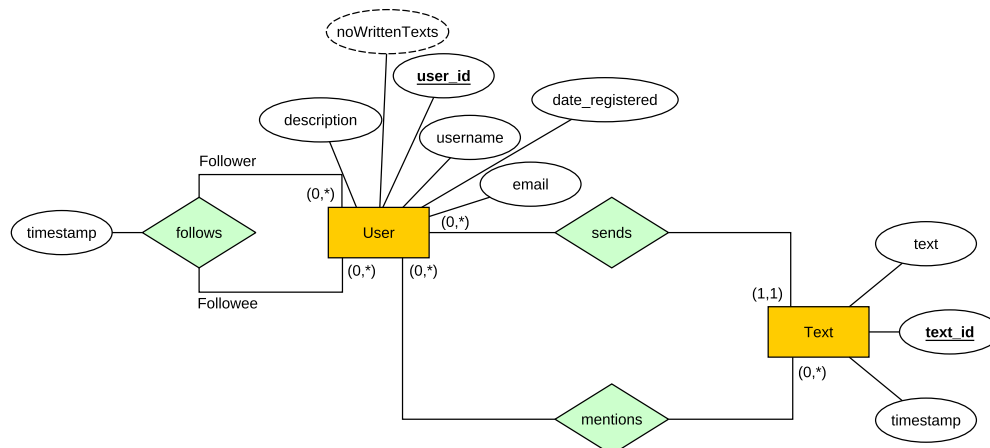 noWrittenTexts
user_id
date_registered
description
username
Follower
email
(0,*)
(0,*)
timestamp
follows
User
sends
text
(0,*)
(0,*)
(1,1)
Followee
Text
text_id
(0,*)
mentions
timestamp